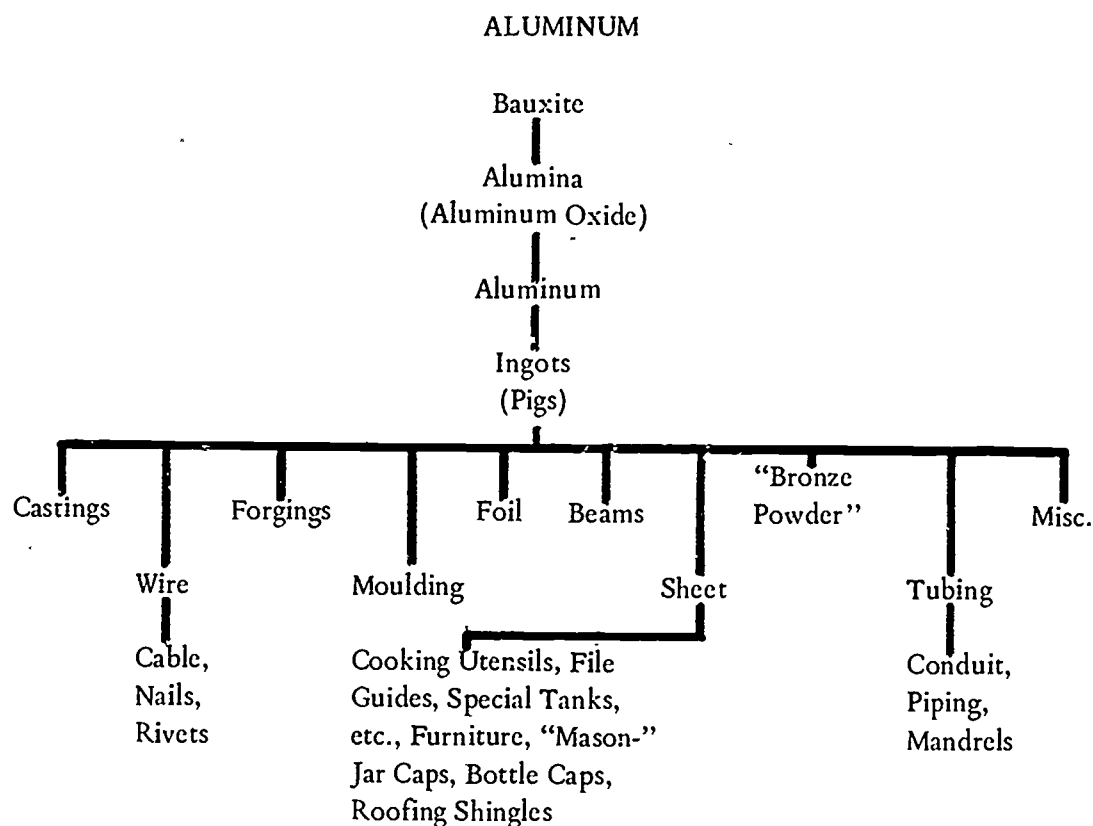 ALUMINUM
Bauxite
Alumina
(Aluminum Oxide)
Aluminum
Ingots
(Pigs)
Castings
Forgings
Foil
Beams
“Bronze
Powder”
Misc.
Wire
Moulding
Sheet
Tubing
Cable,
Nails,
Rivets
Cooking Utensils, File
Guides, Special Tanks,
etc., Furniture, “Mason-”
Jar Caps, Bottle Caps,
Roofing Shingles
Conduit,
Piping,
Mandrels